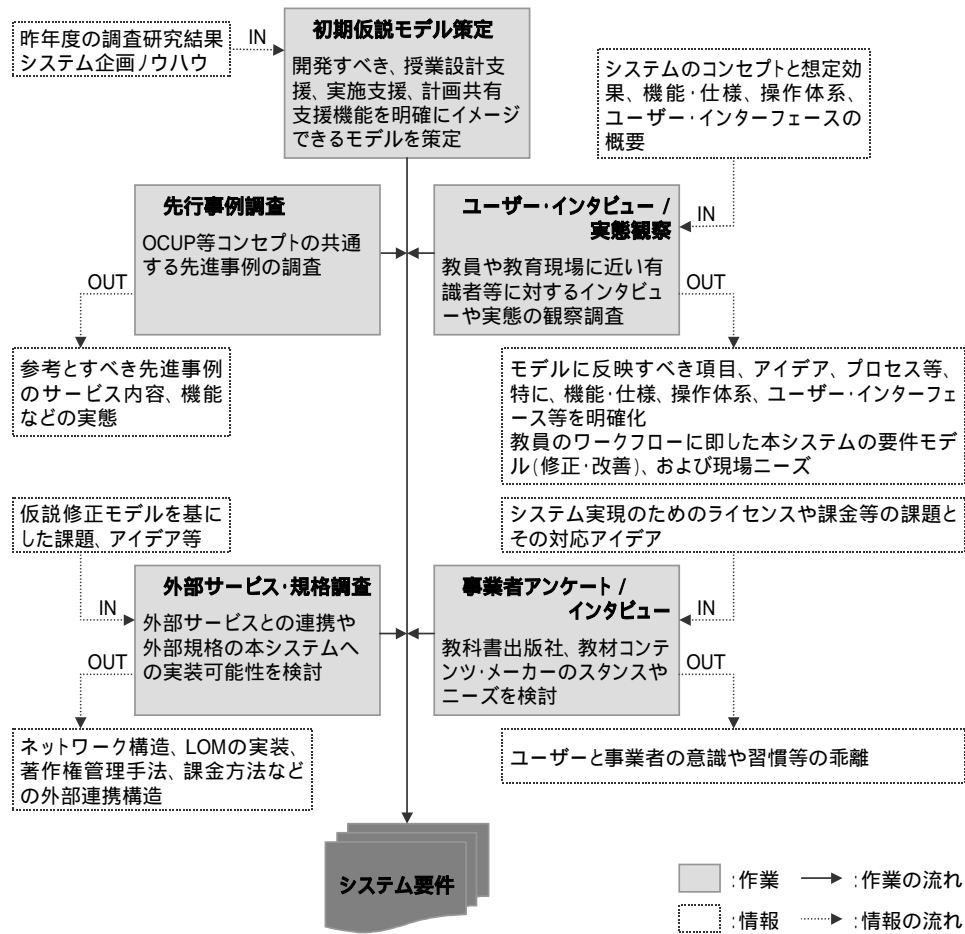 昨年度の調査研究結果
システム企画ノウハウ
IN
初期仮説モデル策定
開発すべき、授業設計支
援、実施支援、計画共有
支援機能を明確にイメージ
できるモデルを策定
システムのコンセプトと想定効
果、機能・仕様、操作体系、
ユーザー・インターフェースの
概要
先行事例調査
OCUP等コンセプトの共通
する先進事例の調査
OUT
ユーザー・インタビュー /
実態観察
教員や教育現場に近い有
識者等に対するインタビュ
ーや実態の観察調査
IN
OUT
参考とすべき先進事例
のサービス内容、機能
などの実態
モデルに反映すべき項目、アイデア、プロセス等、
特に、機能・仕様、操作体系、ユーザー・インターフェ
ース等を明確化
教員のワークフローに即した本システムの要件モデ
ル(修正・改善)、および現場ニーズ
仮説修正モデルを基に
した課題、アイデア等
システム実現のためのライセンスや課金等の課題と
その対応アイデア
IN
OUT
外部サービス・規格調査
外部サービスとの連携や
外部規格の本システムへ
の実装可能性を検討
事業者アンケート /
インタビュー
教科書出版社、教材コンテ
ンツ・メーカーのスタンスや
ニーズを検討
IN
OUT
ネットワーク構造、LOMの実装、
著作権管理手法、課金方法など
の外部連携構造
ユーザーと事業者の意識や習慣等の乖離
システム要件
:作業 :作業の流れ
:情報 :情報の流れ